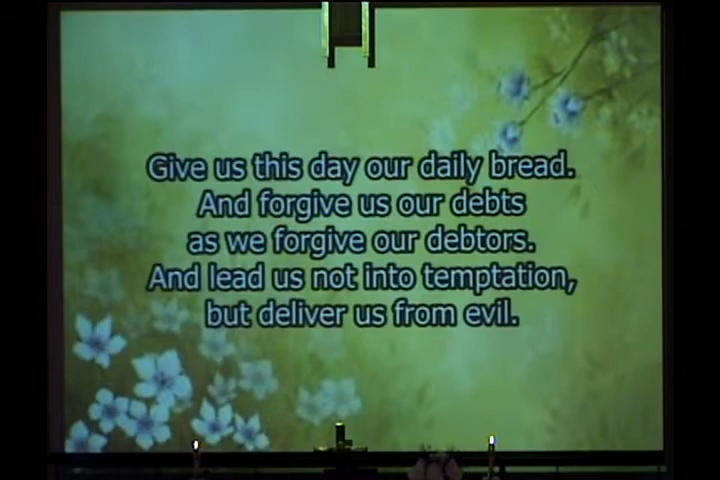 Give us this day our daily bread.
And forgive us our debts
as we forgive our debtors.
And lead us not into temptation,
but deliver us from evil.